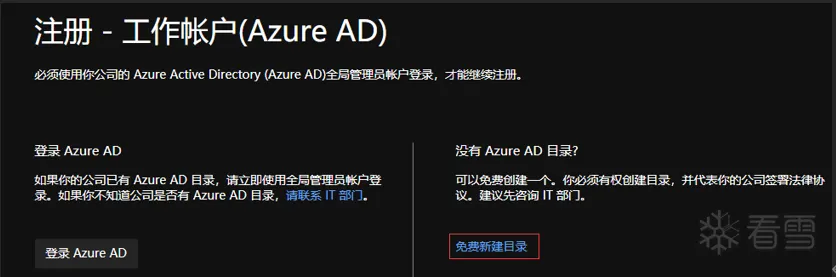 注册 - 工作帐户(Azure AD)
必须使用你公司的 Azure Active Directory (Azure AD)全局管理员帐户登录，才能继续注册。
登录 Azure AD
如果你的公司已有 Azure AD 目录，请立即使用全局管理员帐户登
录。如果你不知道公司是否有 Azure AD 目录，请联系 IT 部门。
登录 Azure AD
没有 Azure AD 目录?
可以免费创建一个。你必须有权创建目录，并代表你的公司签署法律协
议。建议先咨询 IT 部门。
免费新建目录
看雪